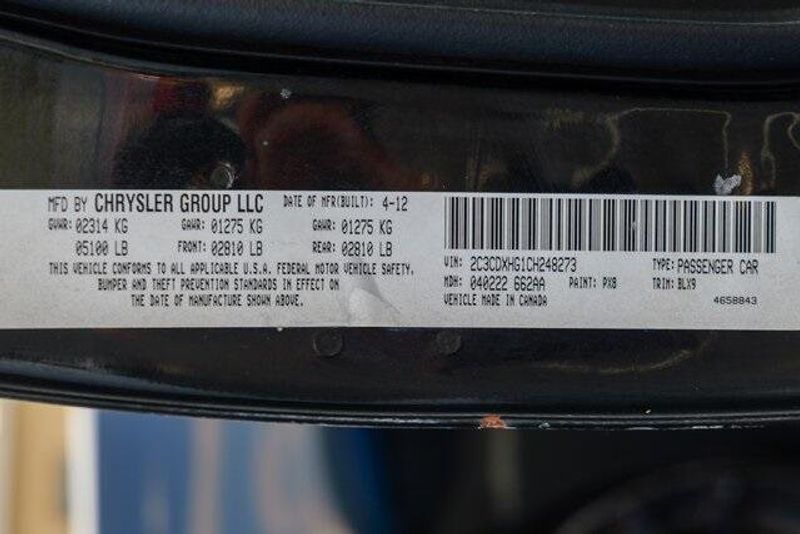 MFD BY CHRYSLER GROUP LLC DATE OF MFR(BUILT): 4-12
GVWR: 02314 KG GAWR: 01275 KG GAWR: 01275 KG
05100 LB FRONT: 02810 LB REAR: 02810 LB
THIS VEHICLE CONFORMS TO ALL APPLICABLE U.S.A. FEDERAL MOTOR VEHICLE SAFETY,
BUMPER AND THEFT PREVENTION STANDARDS IN EFFECT ON
THE DATE OF MANUFACTURE SHOWN ABOVE.
VIN: 2C3CDXHG1CH248273 TYPE: PASSENGER CAR
MDH: 040222 662AA PAINT: PX8 TRIM: BLX9
VEHICLE MADE IN CANADA 4658843